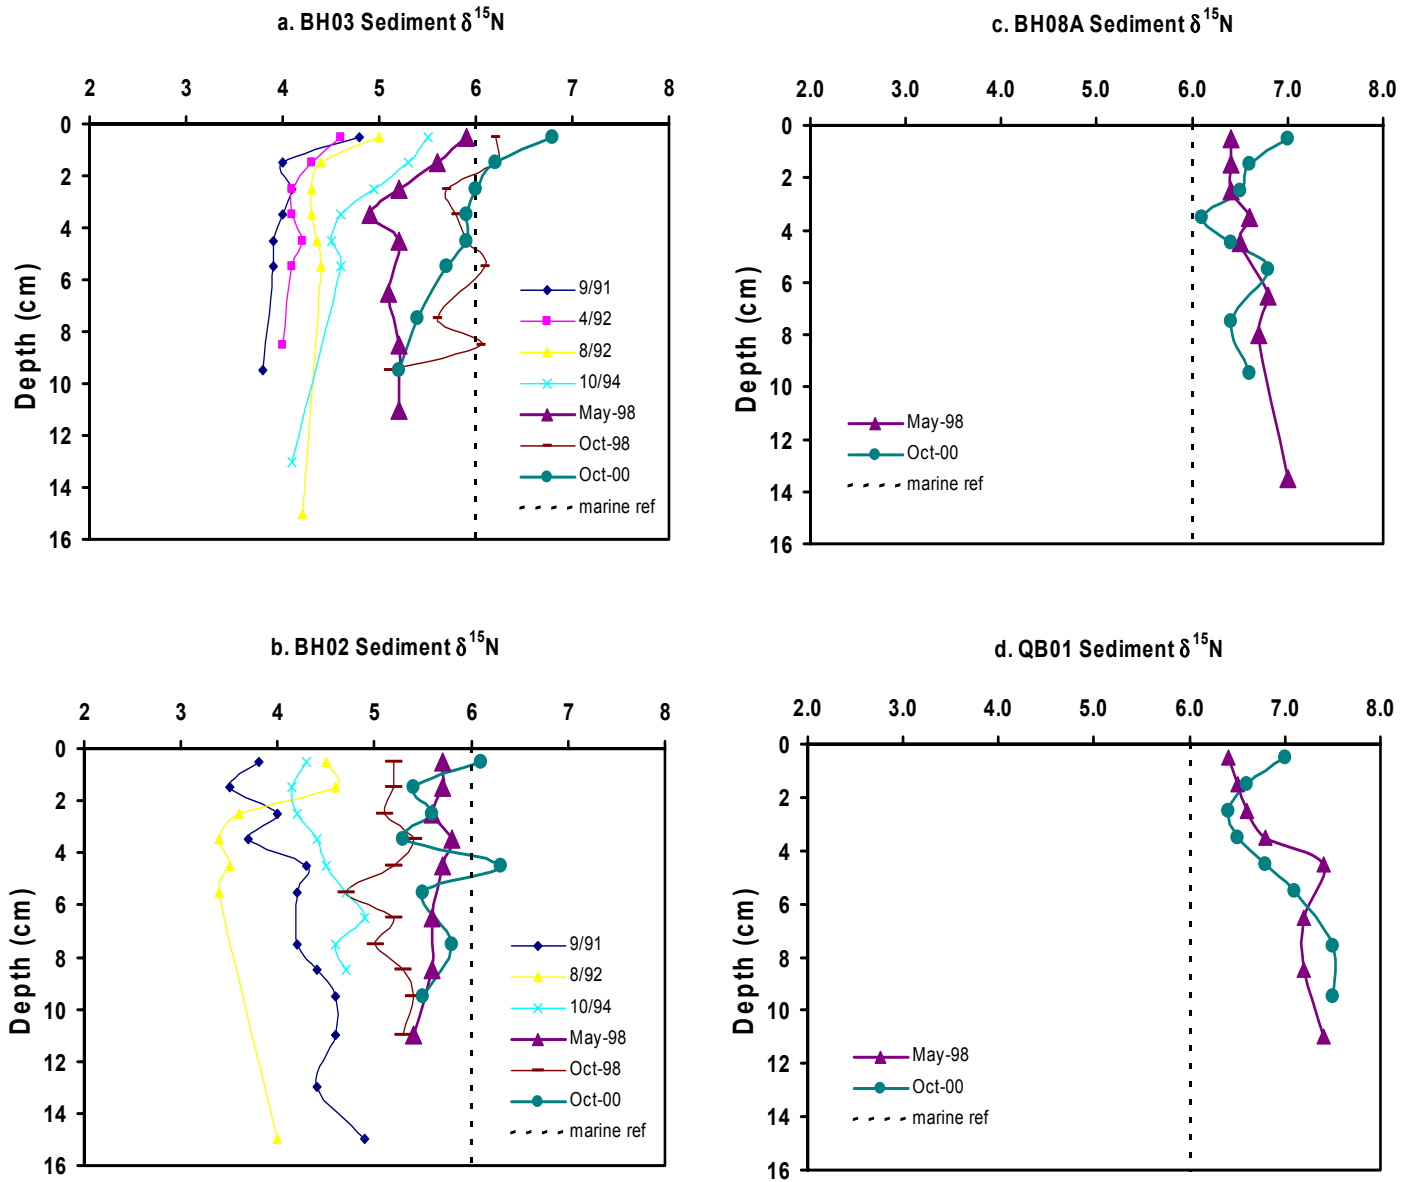 a. BH03 Sediment δ¹⁵N
2 3 4 5 6 7 8
0
2
4
6
8
10
12
14
16
Depth (cm)
9/91
4/92
8/92
10/94
May-98
Oct-98
Oct-00
marine ref
c. BH08A Sediment δ¹⁵N
2.0 3.0 4.0 5.0 6.0 7.0 8.0
0
2
4
6
8
10
12
14
16
Depth (cm)
May-98
Oct-00
marine ref
b. BH02 Sediment δ¹⁵N
2 3 4 5 6 7 8
0
2
4
6
8
10
12
14
16
Depth (cm)
9/91
8/92
10/94
May-98
Oct-98
Oct-00
marine ref
d. QB01 Sediment δ¹⁵N
2.0 3.0 4.0 5.0 6.0 7.0 8.0
0
2
4
6
8
10
12
14
16
Depth (cm)
May-98
Oct-00
marine ref